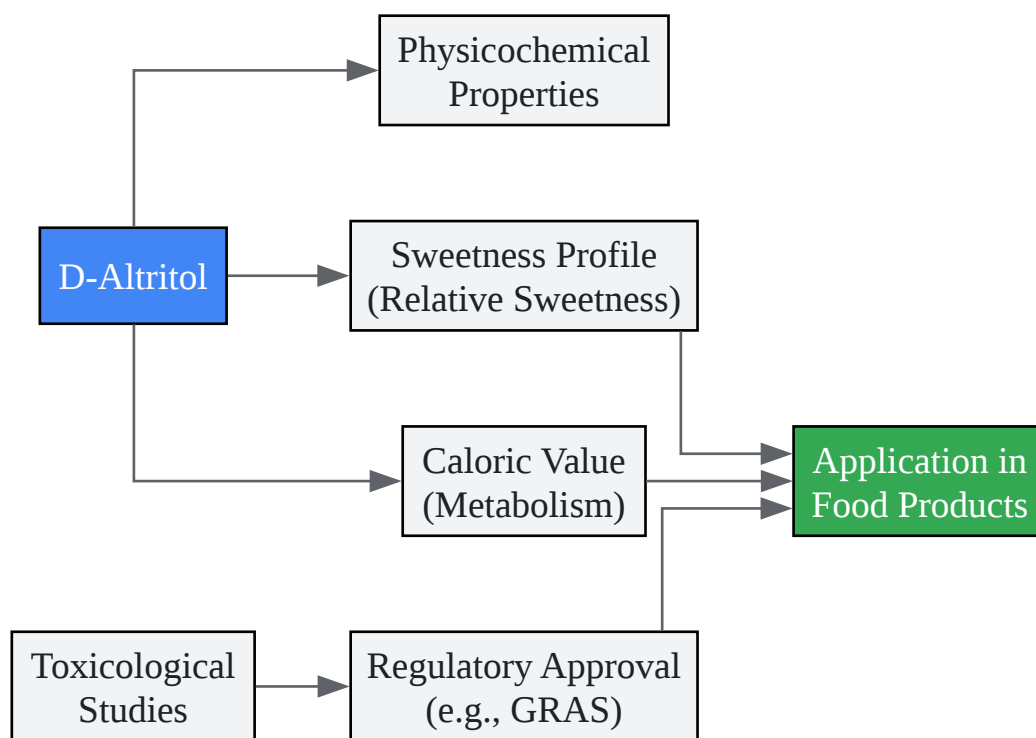 Physicochemical
Properties
D-Altritol
Sweetness Profile
(Relative Sweetness)
Caloric Value
(Metabolism)
Application in
Food Products
Toxicological
Studies
Regulatory Approval
(e.g., GRAS)